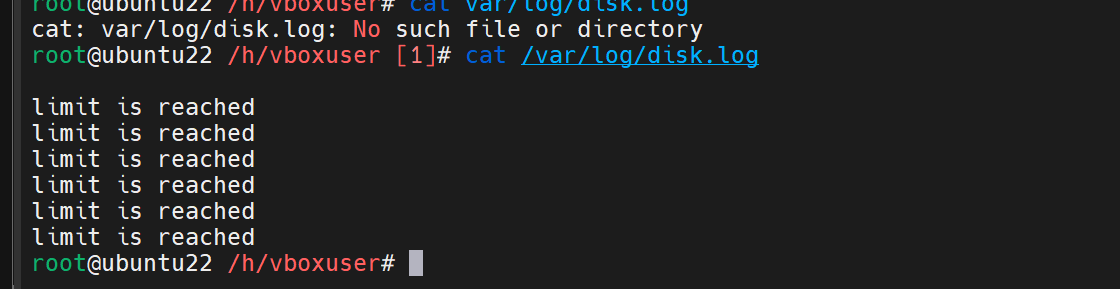 root@ubuntu22 /h/vboxuser# cat var/log/disk.log
cat: var/log/disk.log: No such file or directory
root@ubuntu22 /h/vboxuser [1]# cat /var/log/disk.log
limit is reached
limit is reached
limit is reached
limit is reached
limit is reached
limit is reached
root@ubuntu22 /h/vboxuser#